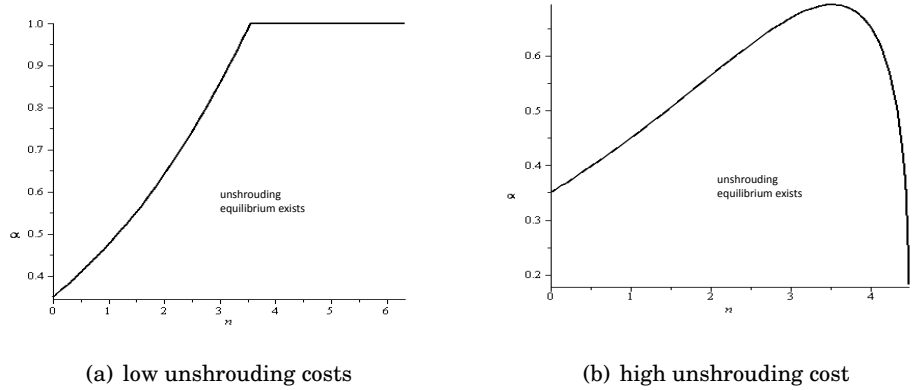 1.0
0.9
0.8
0.7
0.6
0.5
0.4
α
0 1 2 3 4 5 6
n
unshrouding
equilibrium exists
(a) low unshrouding costs
0.6
0.5
0.4
0.3
0.2
α
0 1 2 3 4
n
unshrouding
equilibrium exists
(b) high unshrouding cost